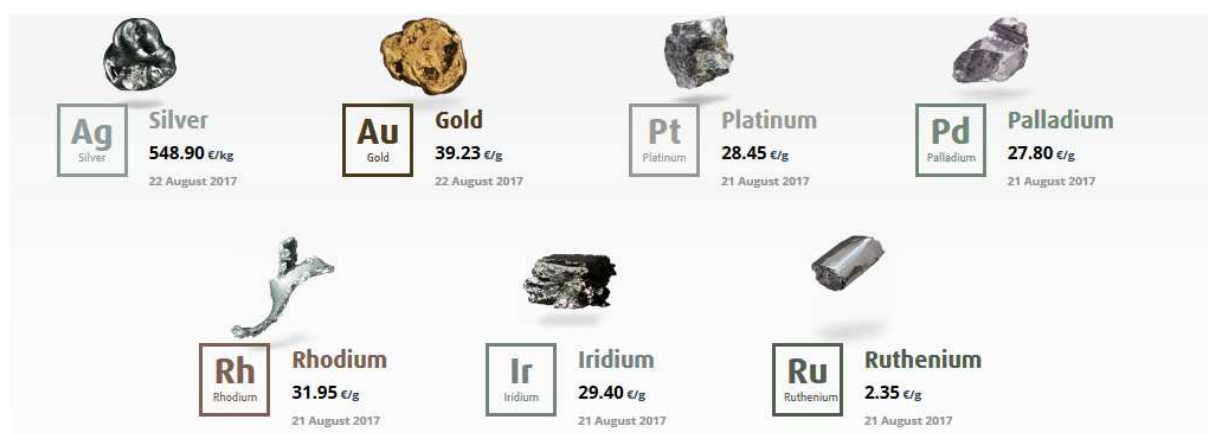 Ag
Silver
Silver
548.90 €/kg
22 August 2017
Au
Gold
Gold
39.23 €/g
22 August 2017
Pt
Platinum
Platinum
28.45 €/g
21 August 2017
Pd
Palladium
Palladium
27.80 €/g
21 August 2017
Rh
Rhodium
Rhodium
31.95 €/g
21 August 2017
Ir
Iridium
Iridium
29.40 €/g
21 August 2017
Ru
Ruthenium
Ruthenium
2.35 €/g
21 August 2017